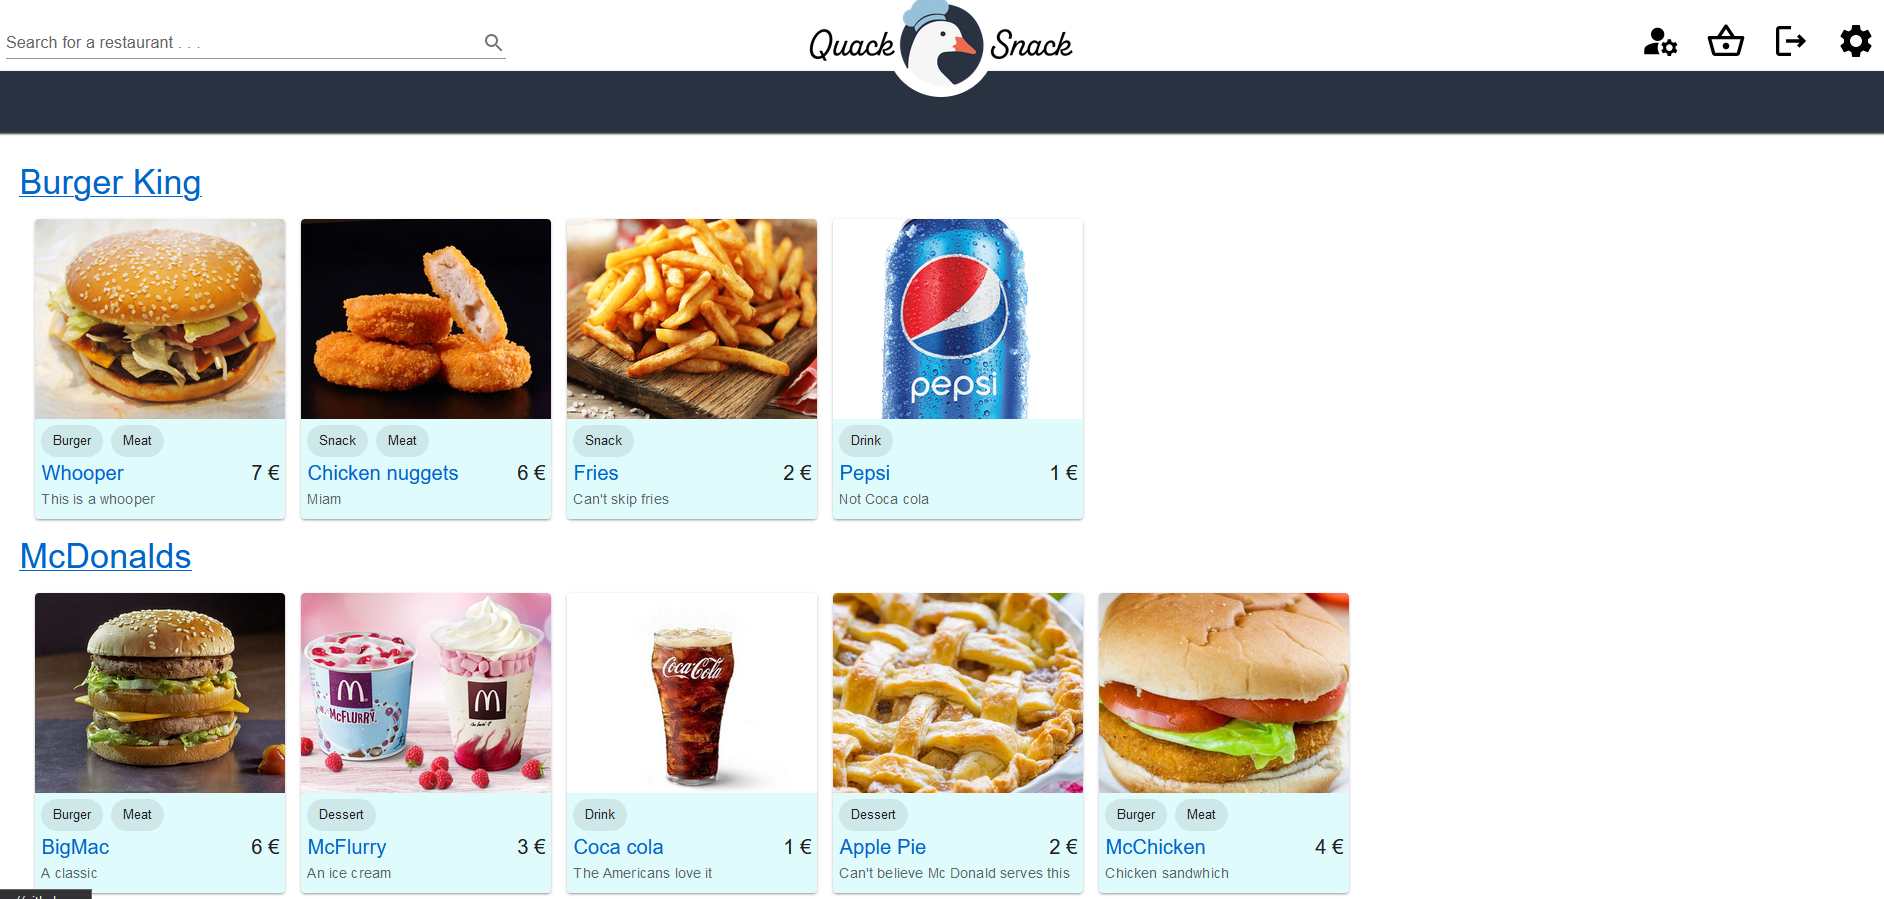 Search for a restaurant . . .
Quack Snack
Burger King
pepsi
Burger Meat
Snack Meat
Snack
Drink
Whooper 7 €
Chicken nuggets 6 €
Fries 2 €
Pepsi 1 €
This is a whooper
Miam
Can't skip fries
Not Coca cola
McDonalds
McFLURRY
Coca-Cola
Burger Meat
Dessert
Drink
Dessert
Burger Meat
BigMac 6 €
McFlurry 3 €
Coca cola 1 €
Apple Pie 2 €
McChicken 4 €
A classic
An ice cream
The Americans love it
Can't believe Mc Donald serves this
Chicken sandwhich